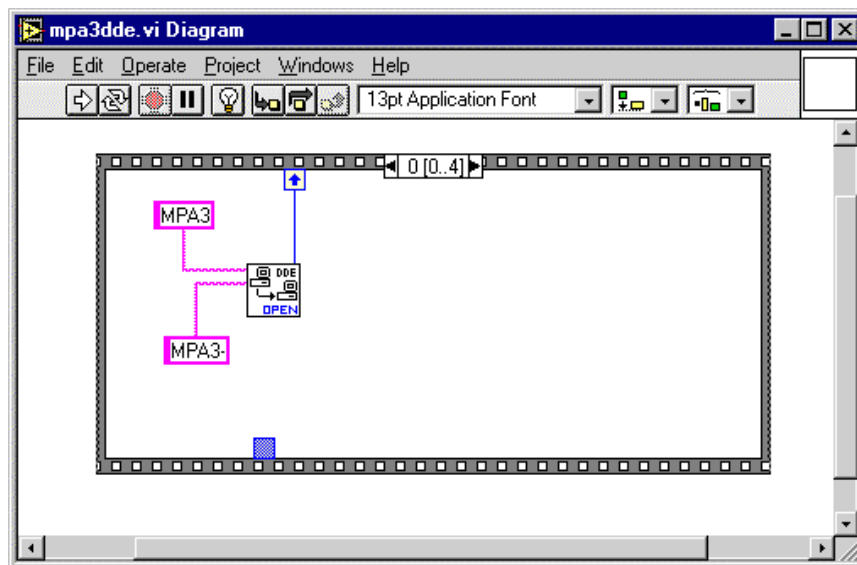 mpa3dde.vi Diagram
File Edit Operate Project Windows Help
13pt Application Font
0 [0..4]
MPA3
DDE
OPEN
MPA3-